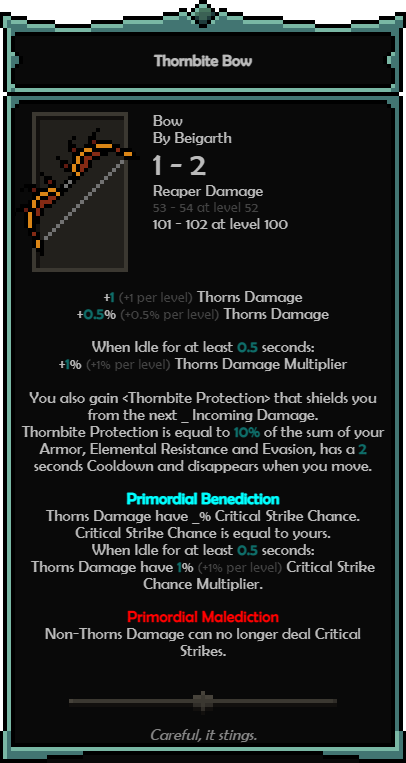 Thornbite Bow
Bow
By Beigarth
1 - 2
Reaper Damage
53 - 54 at level 52
101 - 102 at level 100
+1 (+1 per level) Thorns Damage
+0.5% (+0.5% per level) Thorns Damage
When Idle for at least 0.5 seconds:
+1% (+1% per level) Thorns Damage Multiplier
You also gain <Thornbite Protection> that shields you
from the next _ Incoming Damage.
Thornbite Protection is equal to 10% of the sum of your
Armor, Elemental Resistance and Evasion, has a 2
seconds Cooldown and disappears when you move.
Primordial Benediction
Thorns Damage have _% Critical Strike Chance.
Critical Strike Chance is equal to yours.
When Idle for at least 0.5 seconds:
Thorns Damage have 1% (+1% per level) Critical Strike
Chance Multiplier.
Primordial Malediction
Non-Thorns Damage can no longer deal Critical
Strikes.
Careful, it stings.